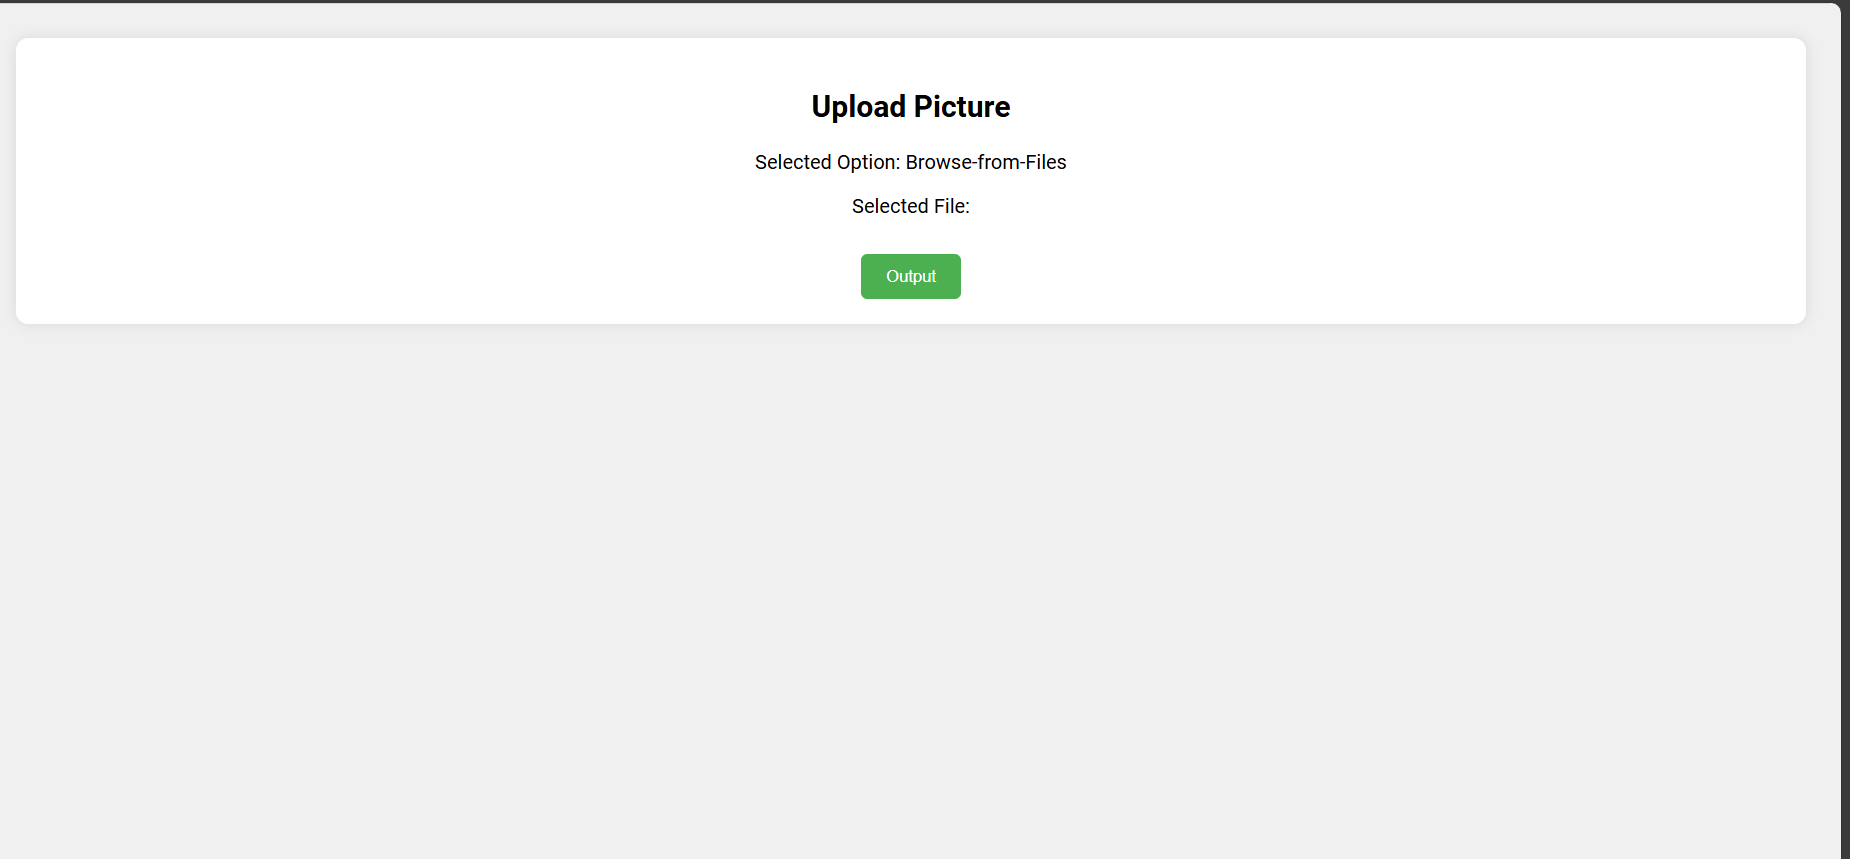 Upload Picture
Selected Option: Browse-from-Files
Selected File:
Output